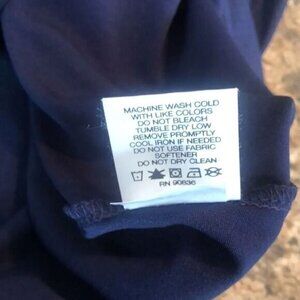 MACHINE WASH COLD
WITH LIKE COLORS
DO NOT BLEACH
TUMBLE DRY LOW
REMOVE PROMPTLY
COOL IRON IF NEEDED
DO NOT USE FABRIC
SOFTENER
DO NOT DRY CLEAN
RN 90836